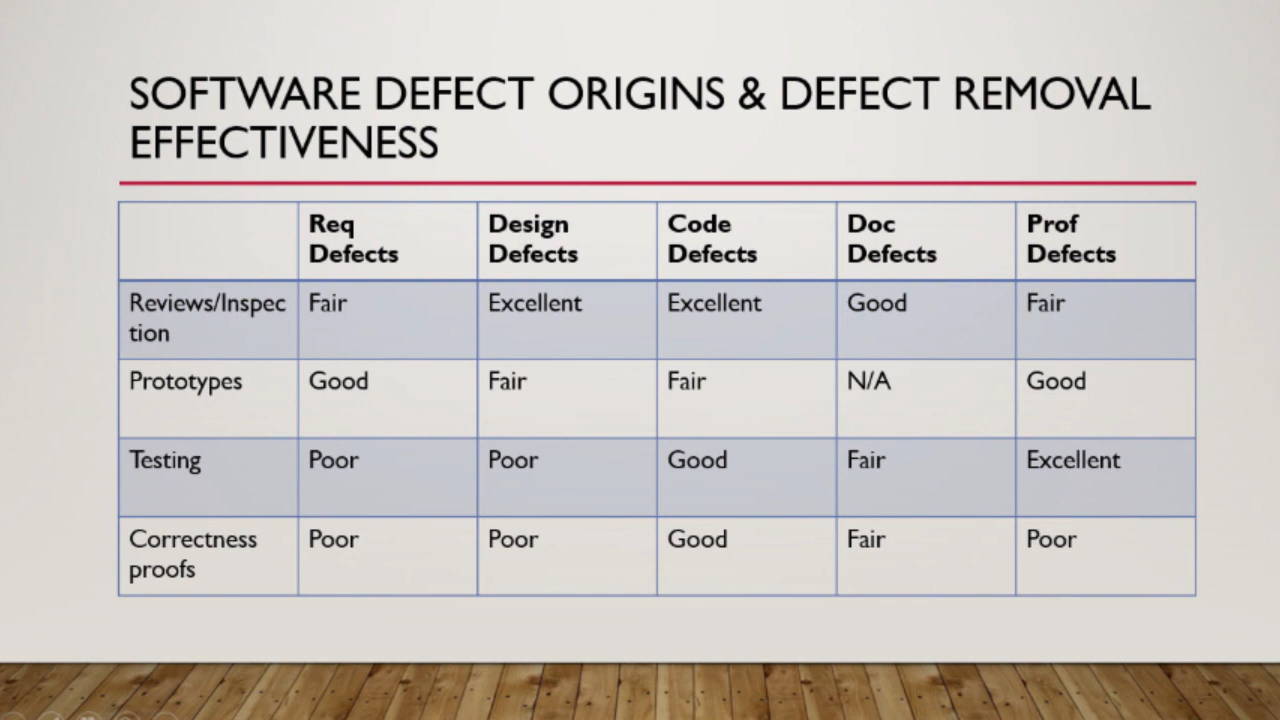 SOFTWARE DEFECT ORIGINS & DEFECT REMOVAL
EFFECTIVENESS
Req Defects | Design Defects | Code Defects | Doc Defects | Prof Defects
Reviews/Inspection | Fair | Excellent | Excellent | Good | Fair
Prototypes | Good | Fair | Fair | N/A | Good
Testing | Poor | Poor | Good | Fair | Excellent
Correctness proofs | Poor | Poor | Good | Fair | Poor